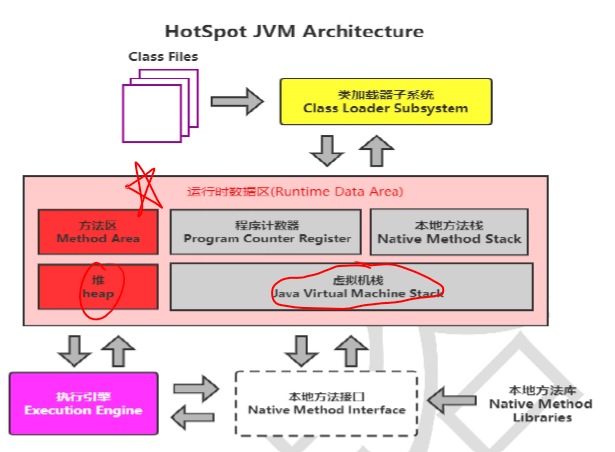 HotSpot JVM Architecture
Class Files
类加载器子系统
Class Loader Subsystem
运行时数据区(Runtime Data Area)
方法区
Method Area
程序计数器
Program Counter Register
本地方法栈
Native Method Stack
堆
heap
虚拟机栈
Java Virtual Machine Stack
执行引擎
Execution Engine
本地方法接口
Native Method Interface
本地方法库
Native Method
Libraries